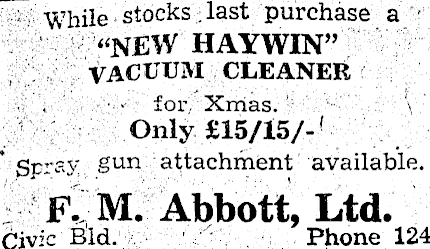 While stocks last purchase a
"NEW HAYWIN"
VACUUM CLEANER
for Xmas.
Only £15/15/-
Spray gun attachment available.
F. M. Abbott, Ltd.
Civic Bld. Phone 124